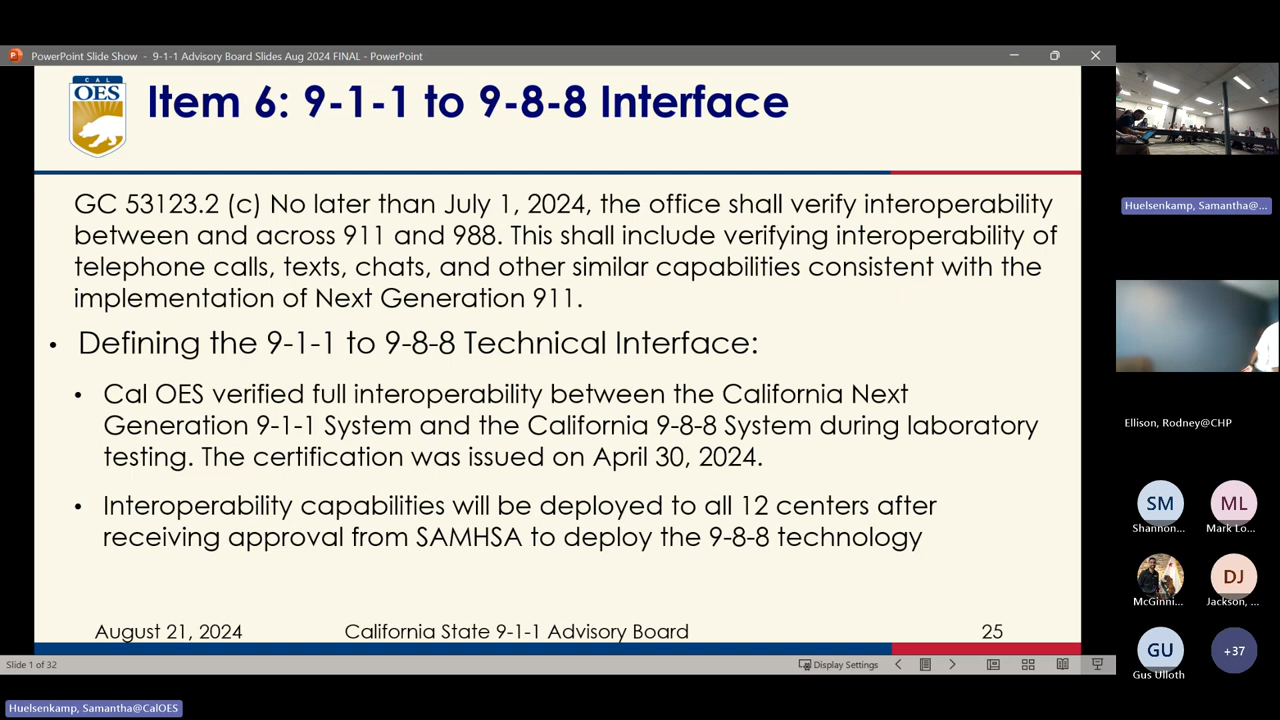 PowerPoint Slide Show - 9-1-1 Advisory Board Slides Aug 2024 FINAL - PowerPoint
CAL
OES
Item 6: 9-1-1 to 9-8-8 Interface
GC 53123.2 (c) No later than July 1, 2024, the office shall verify interoperability
between and across 911 and 988. This shall include verifying interoperability of
telephone calls, texts, chats, and other similar capabilities consistent with the
implementation of Next Generation 911.
• Defining the 9-1-1 to 9-8-8 Technical Interface:
• Cal OES verified full interoperability between the California Next
Generation 9-1-1 System and the California 9-8-8 System during laboratory
testing. The certification was issued on April 30, 2024.
• Interoperability capabilities will be deployed to all 12 centers after
receiving approval from SAMHSA to deploy the 9-8-8 technology
August 21, 2024 California State 9-1-1 Advisory Board 25
Slide 1 of 32
Display Settings
Huelsenkamp, Samantha@CalOES
Huelsenkamp, Samantha@...
Ellison, Rodney@CHP
SM
Shannon...
ML
Mark Lo...
McGinni...
DJ
Jackson, ...
GU
Gus Ulloth
+37